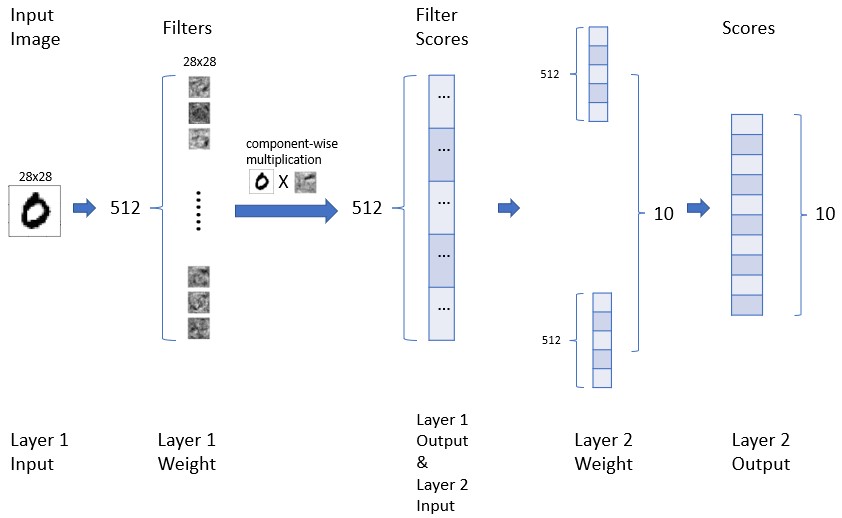 Input
Image
Filters
Filter
Scores
Scores
28x28
28x28
512
component-wise
multiplication
X
512
...
...
...
...
...
512
512
10
10
Layer 1
Input
Layer 1
Weight
Layer 1
Output
&
Layer 2
Input
Layer 2
Weight
Layer 2
Output